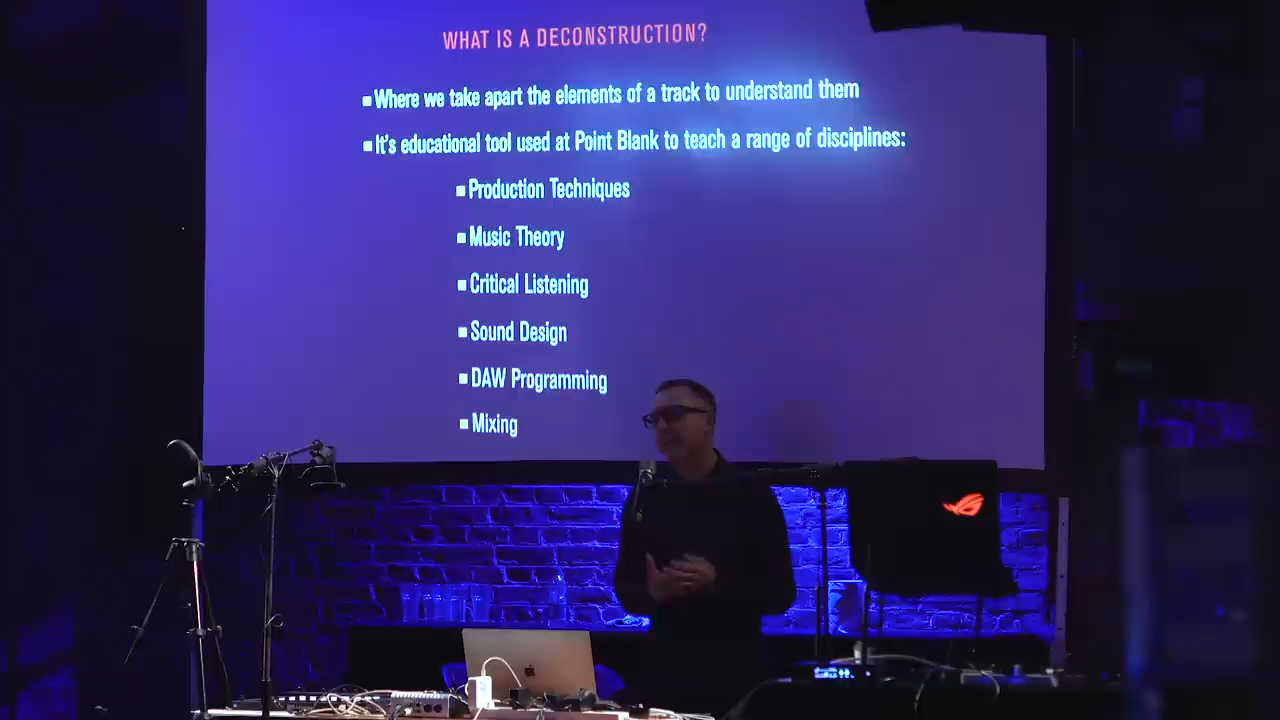 WHAT IS A DECONSTRUCTION?
▪Where we take apart the elements of a track to understand them
▪It's educational tool used at Point Blank to teach a range of disciplines:
▪Production Techniques
▪Music Theory
▪Critical Listening
▪Sound Design
▪DAW Programming
▪Mixing